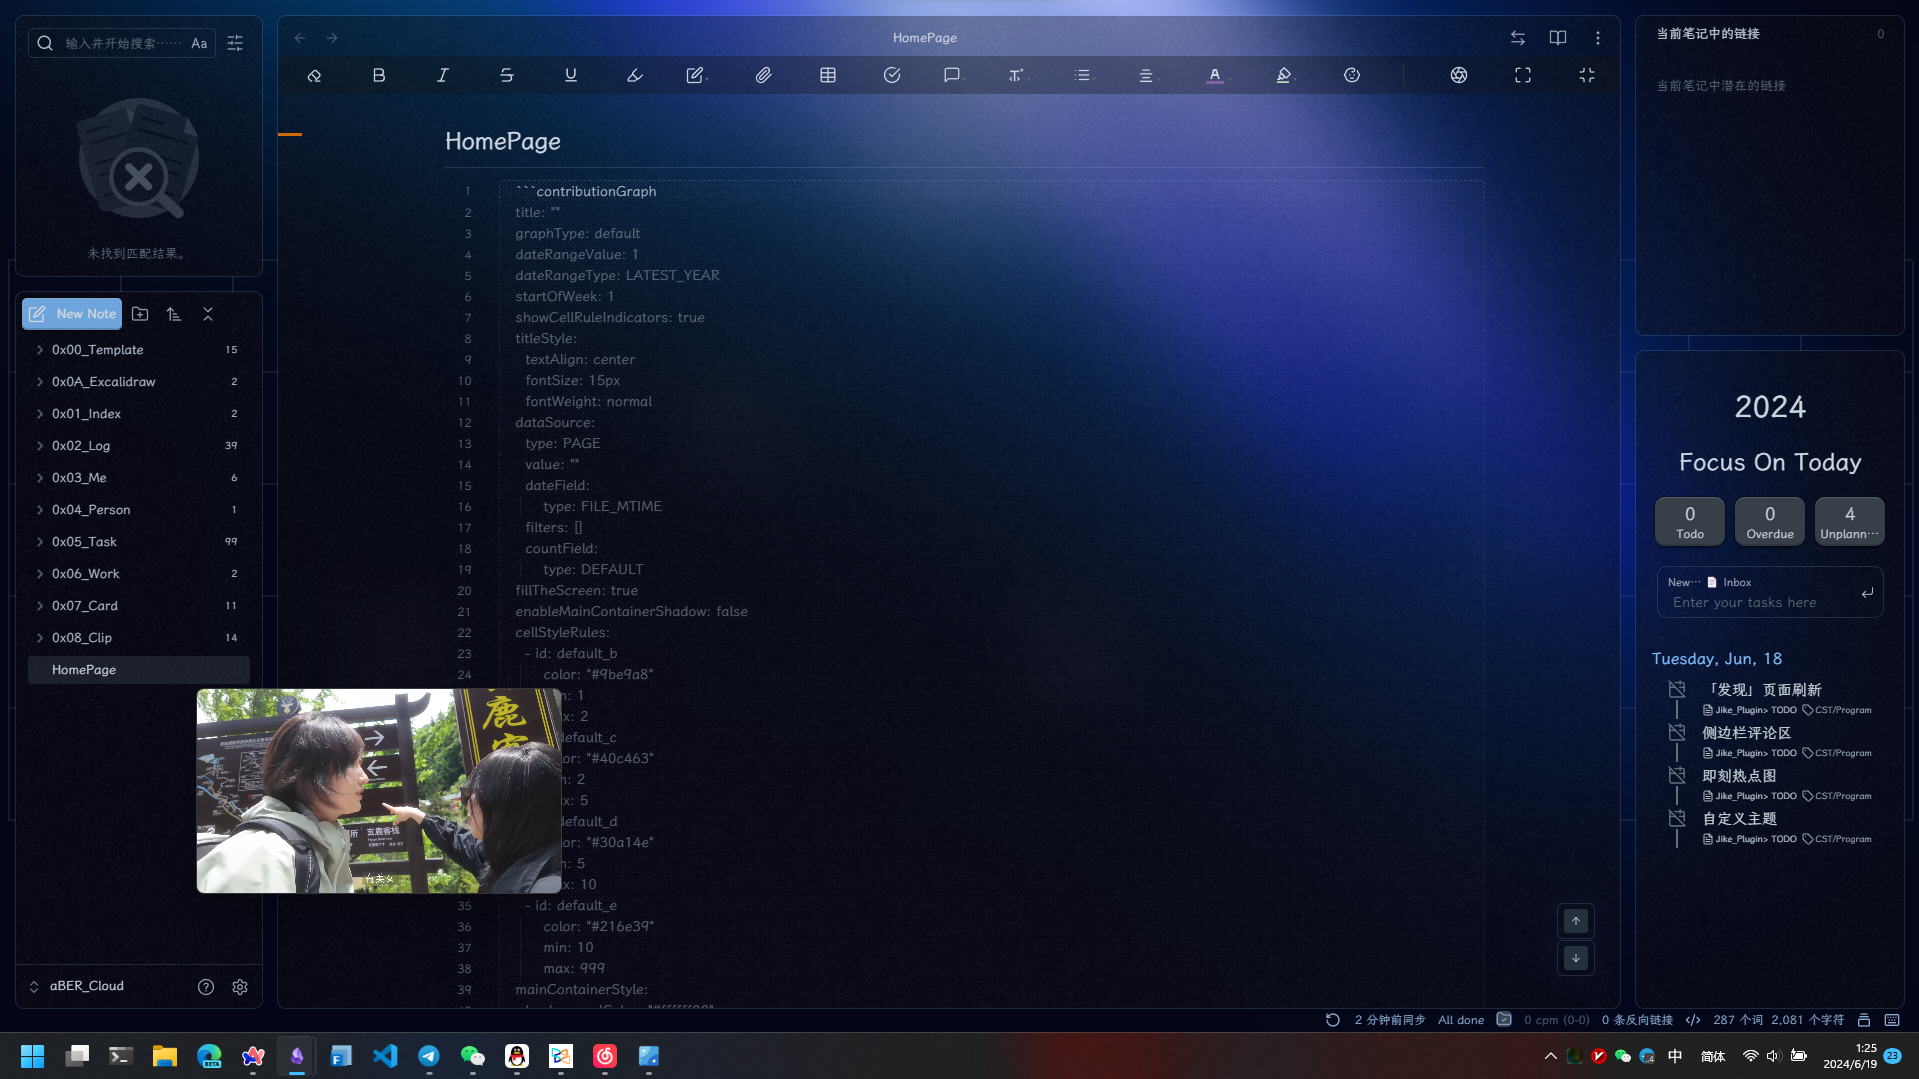 输入并开始搜索······
Aa
未找到匹配结果。
New Note
0x00_Template 15
0x0A_Excalidraw 2
0x01_Index 2
0x02_Log 39
0x03_Me 6
0x04_Person 1
0x05_Task 99
0x06_Work 2
0x07_Card 11
0x08_Clip 14
HomePage
aBER_Cloud
HomePage
HomePage
1 ```contributionGraph
2 title: ""
3 graphType: default
4 dateRangeValue: 1
5 dateRangeType: LATEST_YEAR
6 startOfWeek: 1
7 showCellRuleIndicators: true
8 titleStyle:
9 textAlign: center
10 fontSize: 15px
11 fontWeight: normal
12 dataSource:
13 type: PAGE
14 value: ""
15 dateField:
16 type: FILE_MTIME
17 filters: []
18 countField:
19 type: DEFAULT
20 fillTheScreen: true
21 enableMainContainerShadow: false
22 cellStyleRules:
23 - id: default_b
24 color: "#9be9a8"
1
2
default_c
"#40c463"
2
5
default_d
"#30a14e"
5
10
35 - id: default_e
36 color: "#216e39"
37 min: 10
38 max: 999
39 mainContainerStyle:
鹿
玄鹿客栈
当前笔记中的链接 0
当前笔记中潜在的链接
2024
Focus On Today
0 Todo
0 Overdue
4 Unplann···
New··· Inbox
Enter your tasks here
Tuesday, Jun, 18
「发现」页面刷新
Jike_Plugin> TODO CST/Program
侧边栏评论区
Jike_Plugin> TODO CST/Program
即刻热点图
Jike_Plugin> TODO CST/Program
自定义主题
Jike_Plugin> TODO CST/Program
2 分钟前同步 All done 0 cpm (0-0) 0 条反向链接 287 个词 2,081 个字符
中 简体
1:25
2024/6/19
23